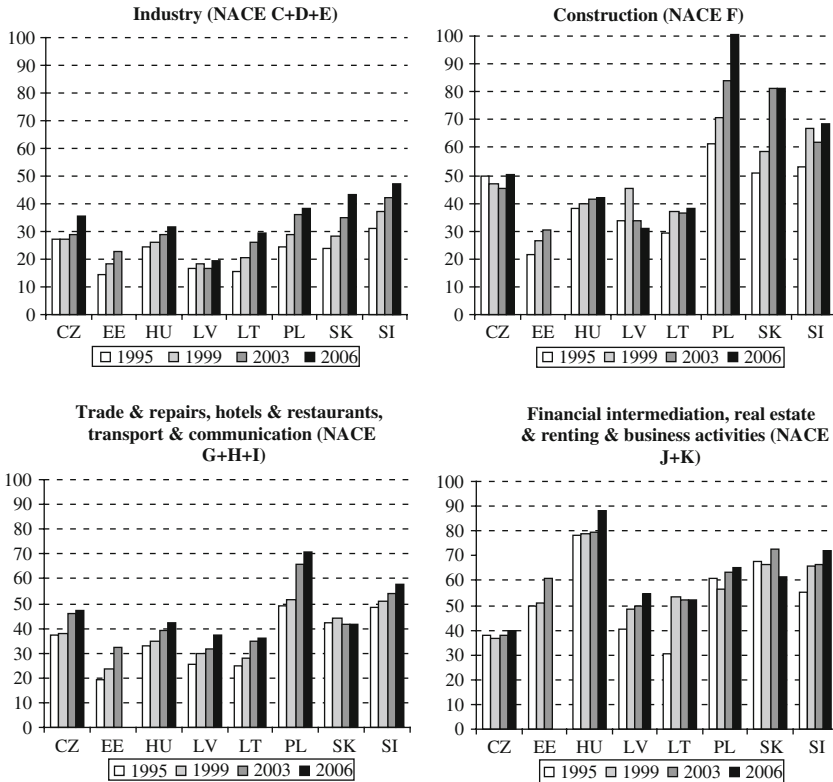 Industry (NACE C+D+E)
100
90
80
70
60
50
40
30
20
10
0
CZ EE HU LV LT PL SK SI
1995 1999 2003 2006
Construction (NACE F)
100
90
80
70
60
50
40
30
20
10
0
CZ EE HU LV LT PL SK SI
1995 1999 2003 2006
Trade & repairs, hotels & restaurants,
transport & communication (NACE
G+H+I)
100
90
80
70
60
50
40
30
20
10
0
CZ EE HU LV LT PL SK SI
1995 1999 2003 2006
Financial intermediation, real estate
& renting & business activities (NACE
J+K)
100
90
80
70
60
50
40
30
20
10
0
CZ EE HU LV LT PL SK SI
1995 1999 2003 2006